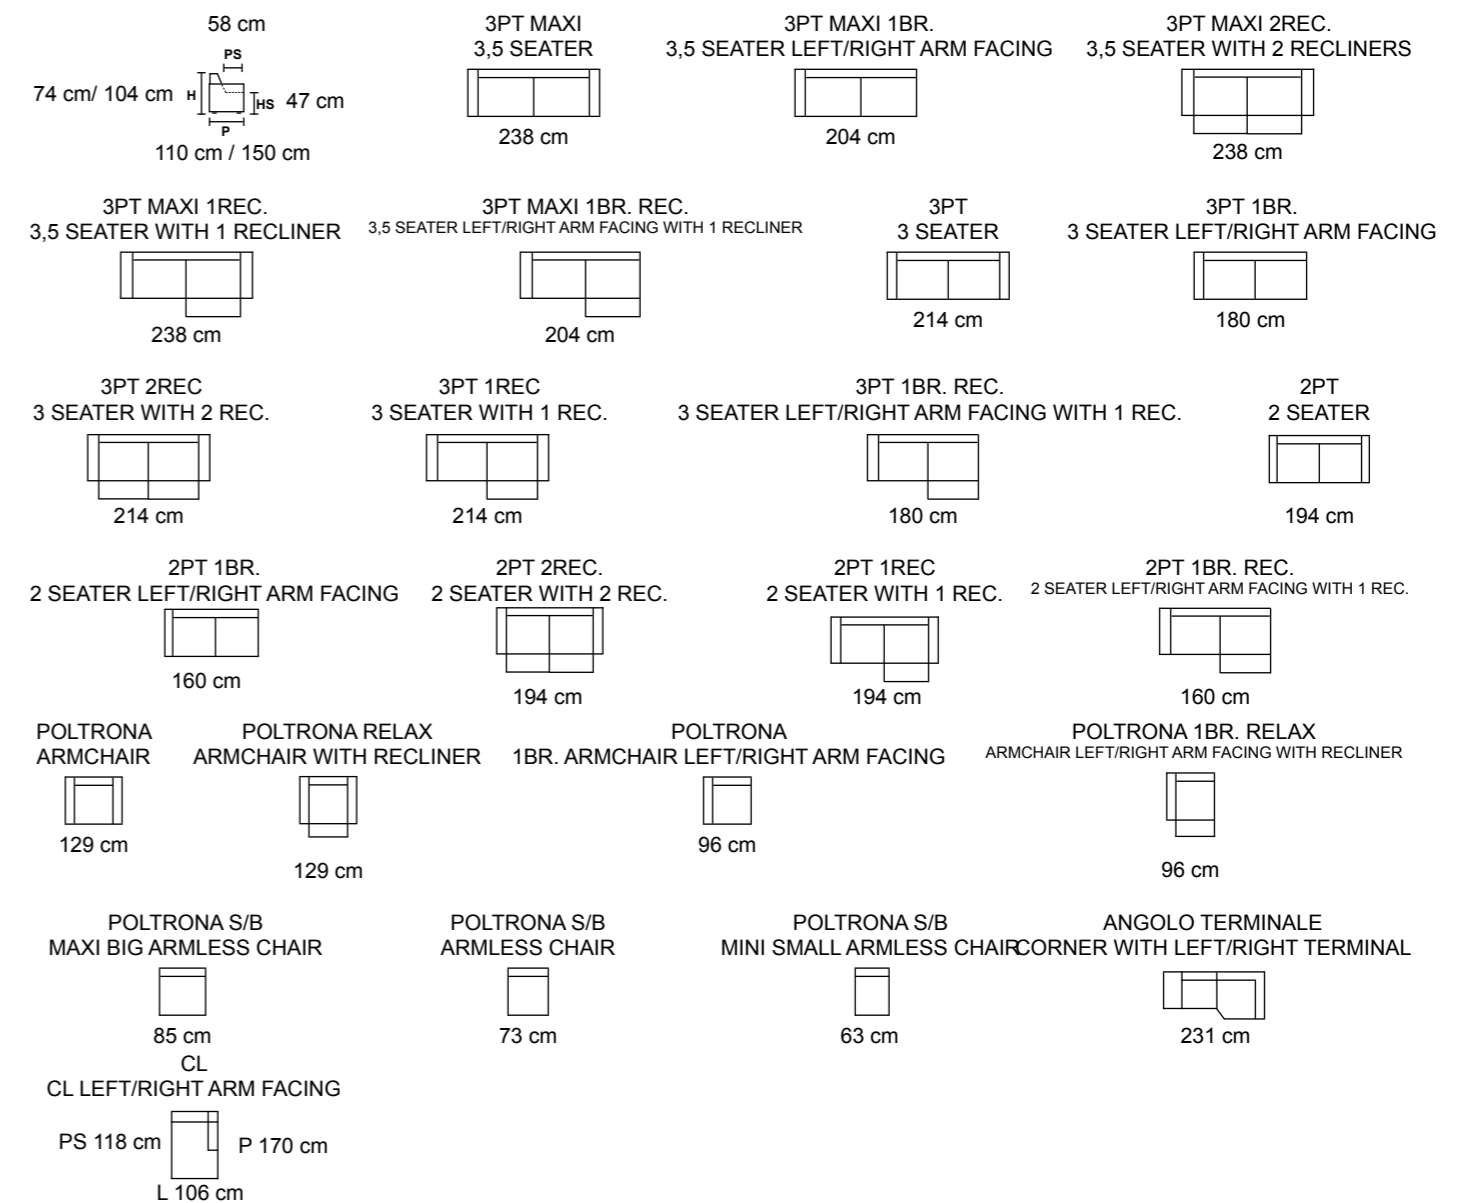 58 cm
PS
74 cm/ 104 cm H HS 47 cm
P
110 cm / 150 cm
3PT MAXI
3,5 SEATER
238 cm
3PT MAXI 1BR.
3,5 SEATER LEFT/RIGHT ARM FACING
204 cm
3PT MAXI 2REC.
3,5 SEATER WITH 2 RECLINERS
238 cm
3PT MAXI 1REC.
3,5 SEATER WITH 1 RECLINER
238 cm
3PT MAXI 1BR. REC.
3,5 SEATER LEFT/RIGHT ARM FACING WITH 1 RECLINER
204 cm
3PT
3 SEATER
214 cm
3PT 1BR.
3 SEATER LEFT/RIGHT ARM FACING
180 cm
3PT 2REC
3 SEATER WITH 2 REC.
214 cm
3PT 1REC
3 SEATER WITH 1 REC.
214 cm
3PT 1BR. REC.
3 SEATER LEFT/RIGHT ARM FACING WITH 1 REC.
180 cm
2PT
2 SEATER
194 cm
2PT 1BR.
2 SEATER LEFT/RIGHT ARM FACING
160 cm
2PT 2REC.
2 SEATER WITH 2 REC.
194 cm
2PT 1REC
2 SEATER WITH 1 REC.
194 cm
2PT 1BR. REC.
2 SEATER LEFT/RIGHT ARM FACING WITH 1 REC.
160 cm
POLTRONA
ARMCHAIR
129 cm
POLTRONA RELAX
ARMCHAIR WITH RECLINER
129 cm
POLTRONA
1BR. ARMCHAIR LEFT/RIGHT ARM FACING
96 cm
POLTRONA 1BR. RELAX
ARMCHAIR LEFT/RIGHT ARM FACING WITH RECLINER
96 cm
POLTRONA S/B
MAXI BIG ARMLESS CHAIR
85 cm
POLTRONA S/B
ARMLESS CHAIR
73 cm
POLTRONA S/B
MINI SMALL ARMLESS CHAIR
63 cm
ANGOLO TERMINALE
CORNER WITH LEFT/RIGHT TERMINAL
231 cm
CL
CL LEFT/RIGHT ARM FACING
PS 118 cm P 170 cm
L 106 cm